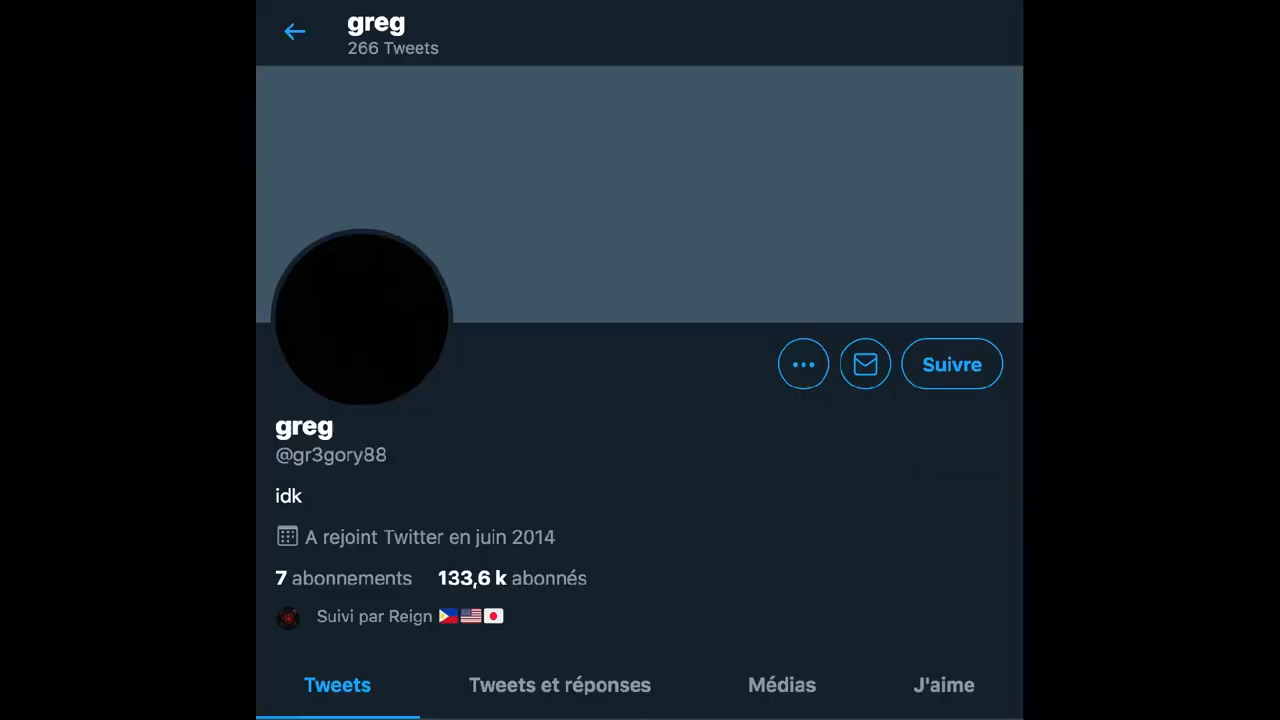 greg
266 Tweets
Suivre
greg
@gr3gory88
idk
A rejoint Twitter en juin 2014
7 abonnements 133,6 k abonnés
Suivi par Reign 🇵🇭🇺🇸🇯🇵
Tweets Tweets et réponses Médias J'aime